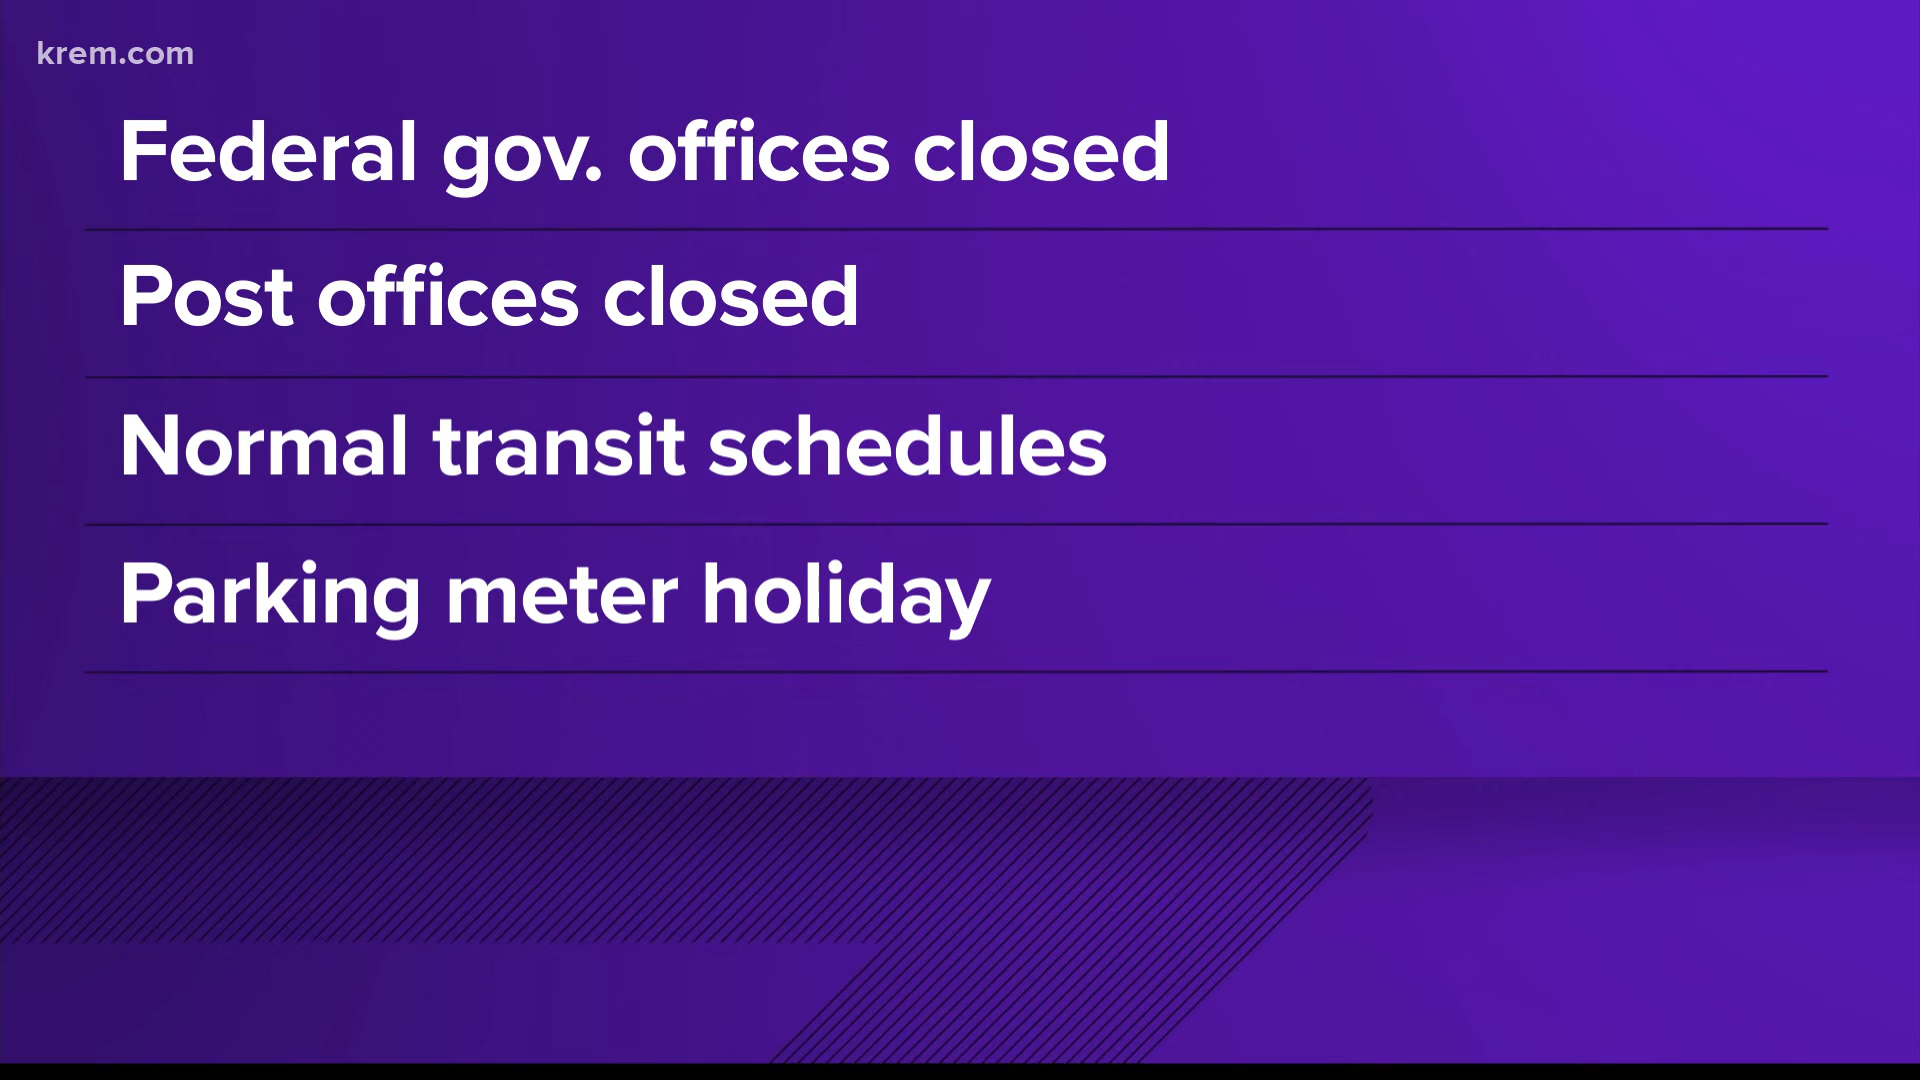 krem.com
Federal gov. offices closed
Post offices closed
Normal transit schedules
Parking meter holiday